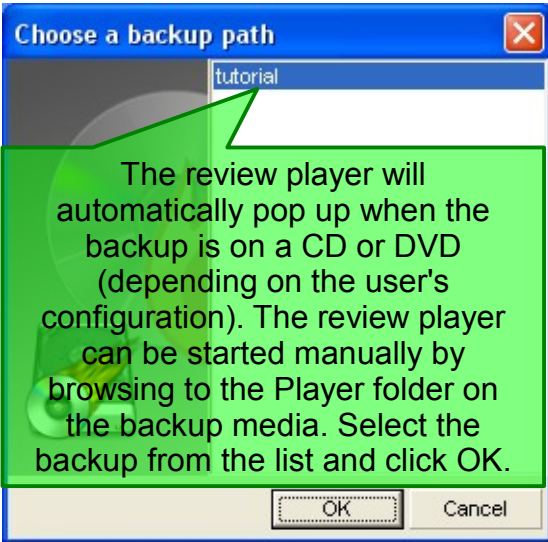 Choose a backup path
tutorial
The review player will
automatically pop up when the
backup is on a CD or DVD
(depending on the user's
configuration). The review player
can be started manually by
browsing to the Player folder on
the backup media. Select the
backup from the list and click OK.
OK
Cancel